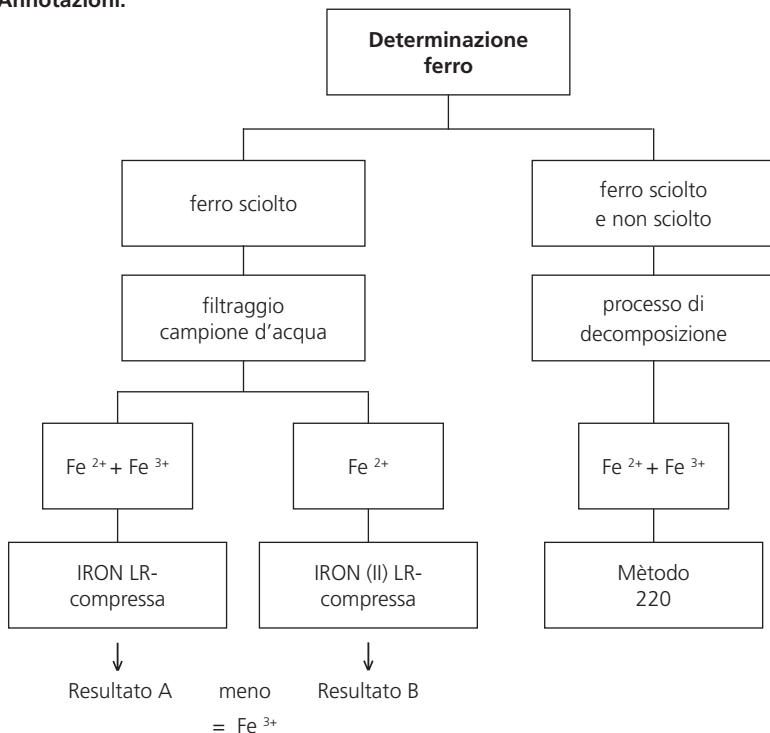 Annotazioni:
Determinazione
ferro
ferro sciolto
ferro sciolto
e non sciolto
filtraggio
campione d'acqua
processo di
decomposizione
Fe ²⁺ + Fe ³⁺
Fe ²⁺
Fe ²⁺ + Fe ³⁺
IRON LR-
compressa
IRON (II) LR-
compressa
Mètodo
220
Resultato A meno Resultato B
= Fe ³⁺